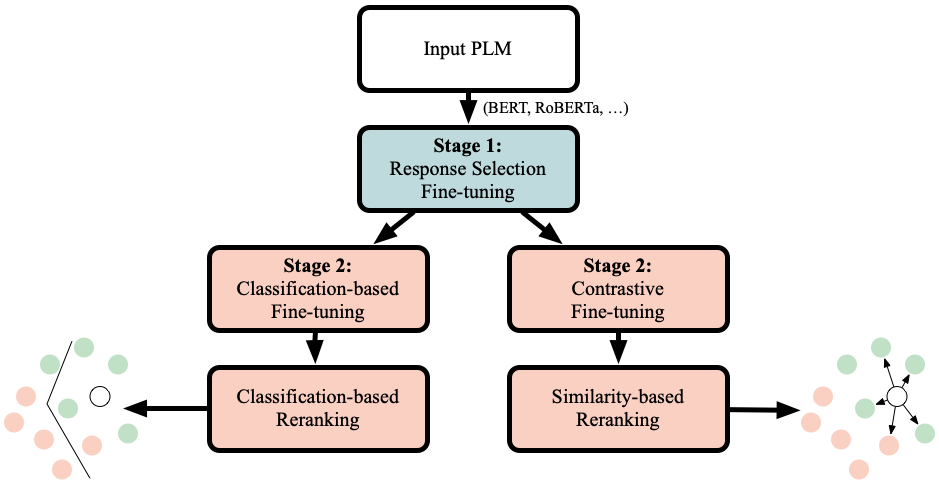 Input PLM
(BERT, RoBERTa, …)
Stage 1:
Response Selection
Fine-tuning
Stage 2:
Classification-based
Fine-tuning
Stage 2:
Contrastive
Fine-tuning
Classification-based
Reranking
Similarity-based
Reranking